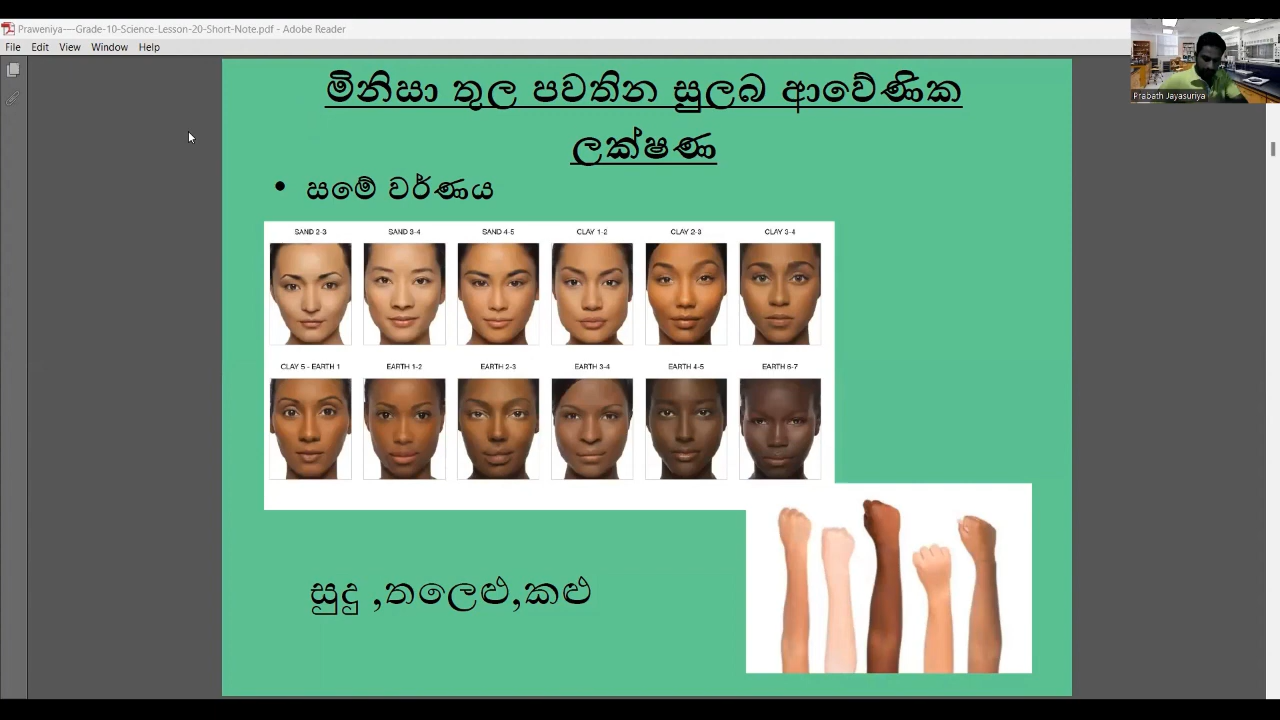 Praweniya----Grade-10-Science-Lesson-20-Short-Note.pdf - Adobe Reader
File Edit View Window Help
Prabath Jayasuriya
මිනිසා තුල පවතින සුලබ ආවේණික
ලක්ෂණ
• සමේ වර්ණය
SAND 2-3 SAND 3-4 SAND 4-5 CLAY 1-2 CLAY 2-3 CLAY 3-4
CLAY 5 - EARTH 1 EARTH 1-2 EARTH 2-3 EARTH 3-4 EARTH 4-5 EARTH 6-7
සුදු ,තලෙළු,කළු